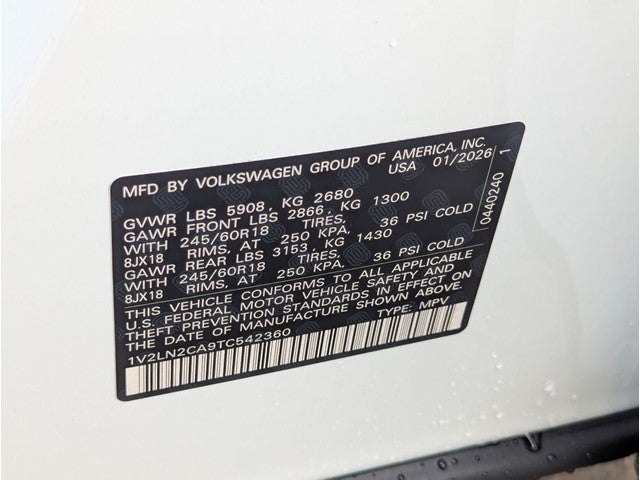 MFD BY VOLKSWAGEN GROUP OF AMERICA, INC.
USA 01/2026
GVWR LBS 5908, KG 2680
GAWR FRONT LBS 2866, KG 1300
WITH 245/60R18 TIRES,
8JX18 RIMS, AT 250 KPA. 36 PSI COLD
GAWR REAR LBS 3153, KG 1430
WITH 245/60R18 TIRES,
8JX18 RIMS, AT 250 KPA. 36 PSI COLD
THIS VEHICLE CONFORMS TO ALL APPLICABLE
U.S. FEDERAL MOTOR VEHICLE SAFETY AND
THEFT PREVENTION STANDARDS IN EFFECT ON
THE DATE OF MANUFACTURE SHOWN ABOVE.
1V2LN2CA9TC542360 TYPE: MPV
0440240 1